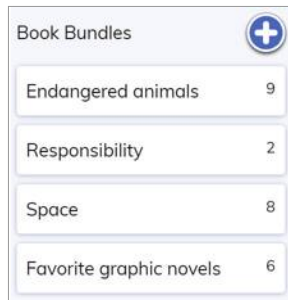 Book Bundles
Endangered animals 9
Responsibility 2
Space 8
Favorite graphic novels 6